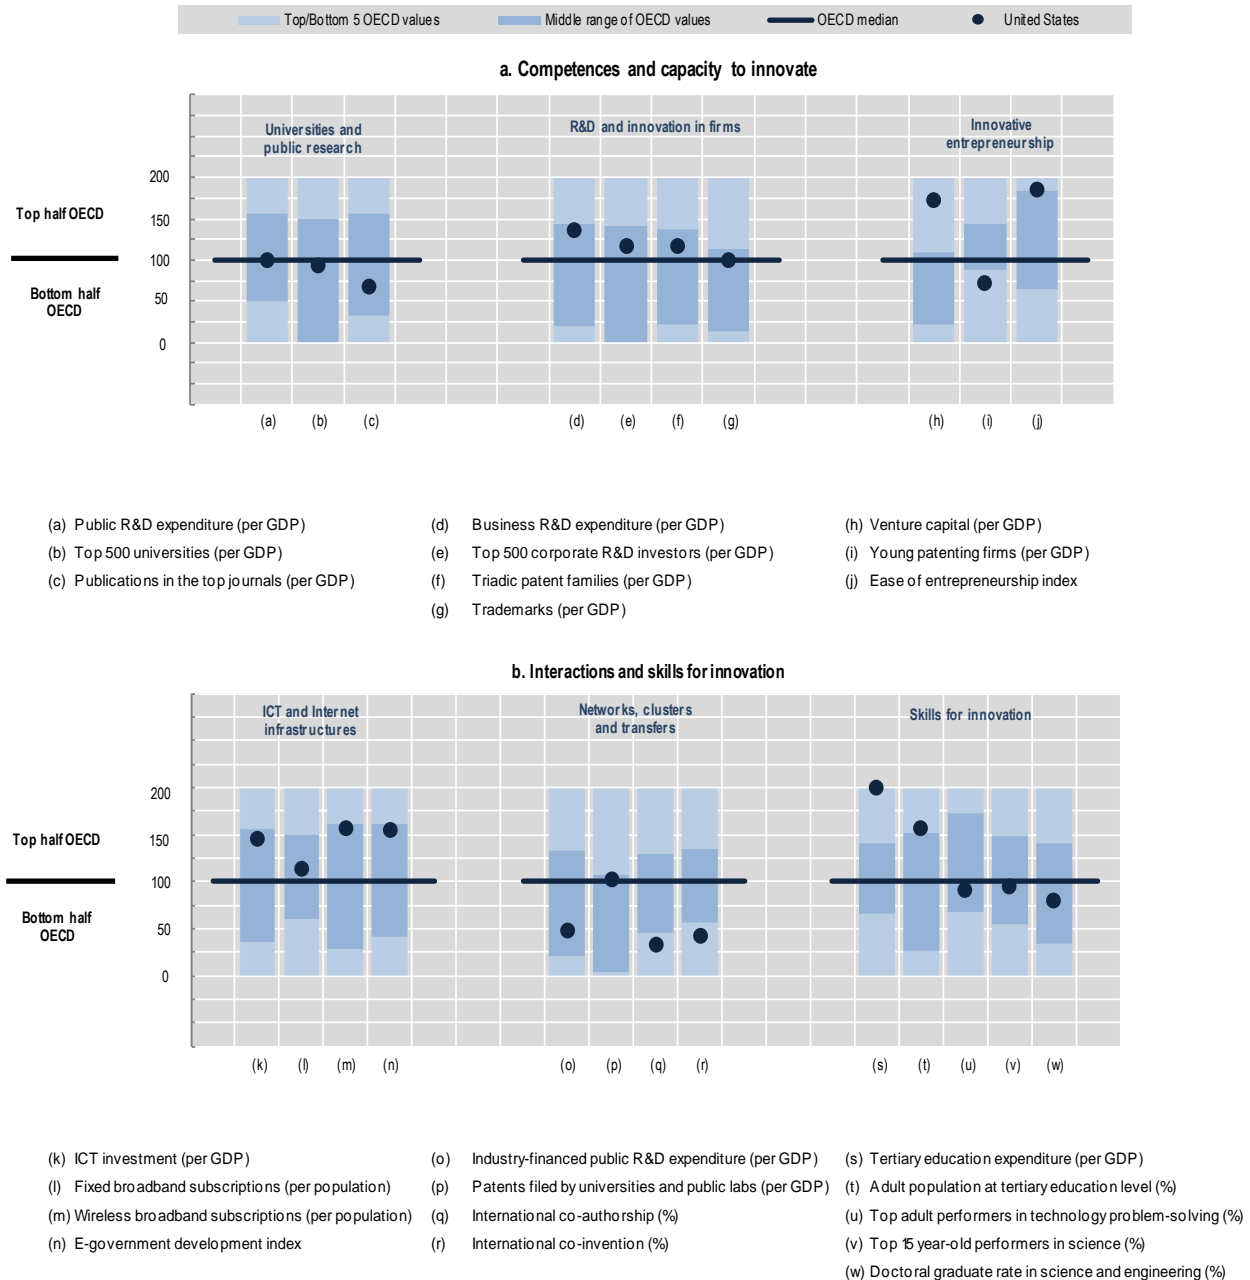 Top/Bottom 5 OECD values Middle range of OECD values OECD median United States
a. Competences and capacity to innovate
Universities and
public research
R&D and innovation in firms
Innovative
entrepreneurship
200
Top half OECD
150
100
Bottom half
OECD
50
0
(a) (b) (c) (d) (e) (f) (g) (h) (i) (j)
(a) Public R&D expenditure (per GDP)
(b) Top 500 universities (per GDP)
(c) Publications in the top journals (per GDP)
(d) Business R&D expenditure (per GDP)
(e) Top 500 corporate R&D investors (per GDP)
(f) Triadic patent families (per GDP)
(g) Trademarks (per GDP)
(h) Venture capital (per GDP)
(i) Young patenting firms (per GDP)
(j) Ease of entrepreneurship index
b. Interactions and skills for innovation
ICT and Internet
infrastructures
Networks, clusters
and transfers
Skills for innovation
200
Top half OECD
150
100
Bottom half
OECD
50
0
(k) (l) (m) (n) (o) (p) (q) (r) (s) (t) (u) (v) (w)
(k) ICT investment (per GDP)
(l) Fixed broadband subscriptions (per population)
(m) Wireless broadband subscriptions (per population)
(n) E-government development index
(o) Industry-financed public R&D expenditure (per GDP)
(p) Patents filed by universities and public labs (per GDP)
(q) International co-authorship (%)
(r) International co-invention (%)
(s) Tertiary education expenditure (per GDP)
(t) Adult population at tertiary education level (%)
(u) Top adult performers in technology problem-solving (%)
(v) Top 15 year-old performers in science (%)
(w) Doctoral graduate rate in science and engineering (%)